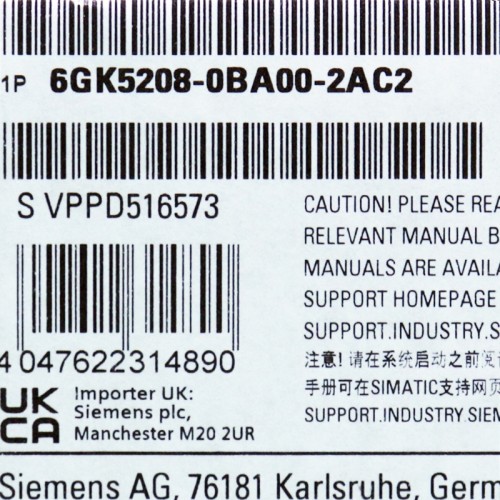 1P 6GK5208-0BA00-2AC2
S VPPD516573
CAUTION! PLEASE REA
RELEVANT MANUAL B
MANUALS ARE AVAILA
SUPPORT HOMEPAGE
SUPPORT.INDUSTRY.S
注意! 请在系统启动之前阅读
手册可在SIMATIC支持网页
SUPPORT.INDUSTRY.SIEM
4 047622 314890
UK
CA
Importer UK:
Siemens plc,
Manchester M20 2UR
Siemens AG, 76181 Karlsruhe, Germ